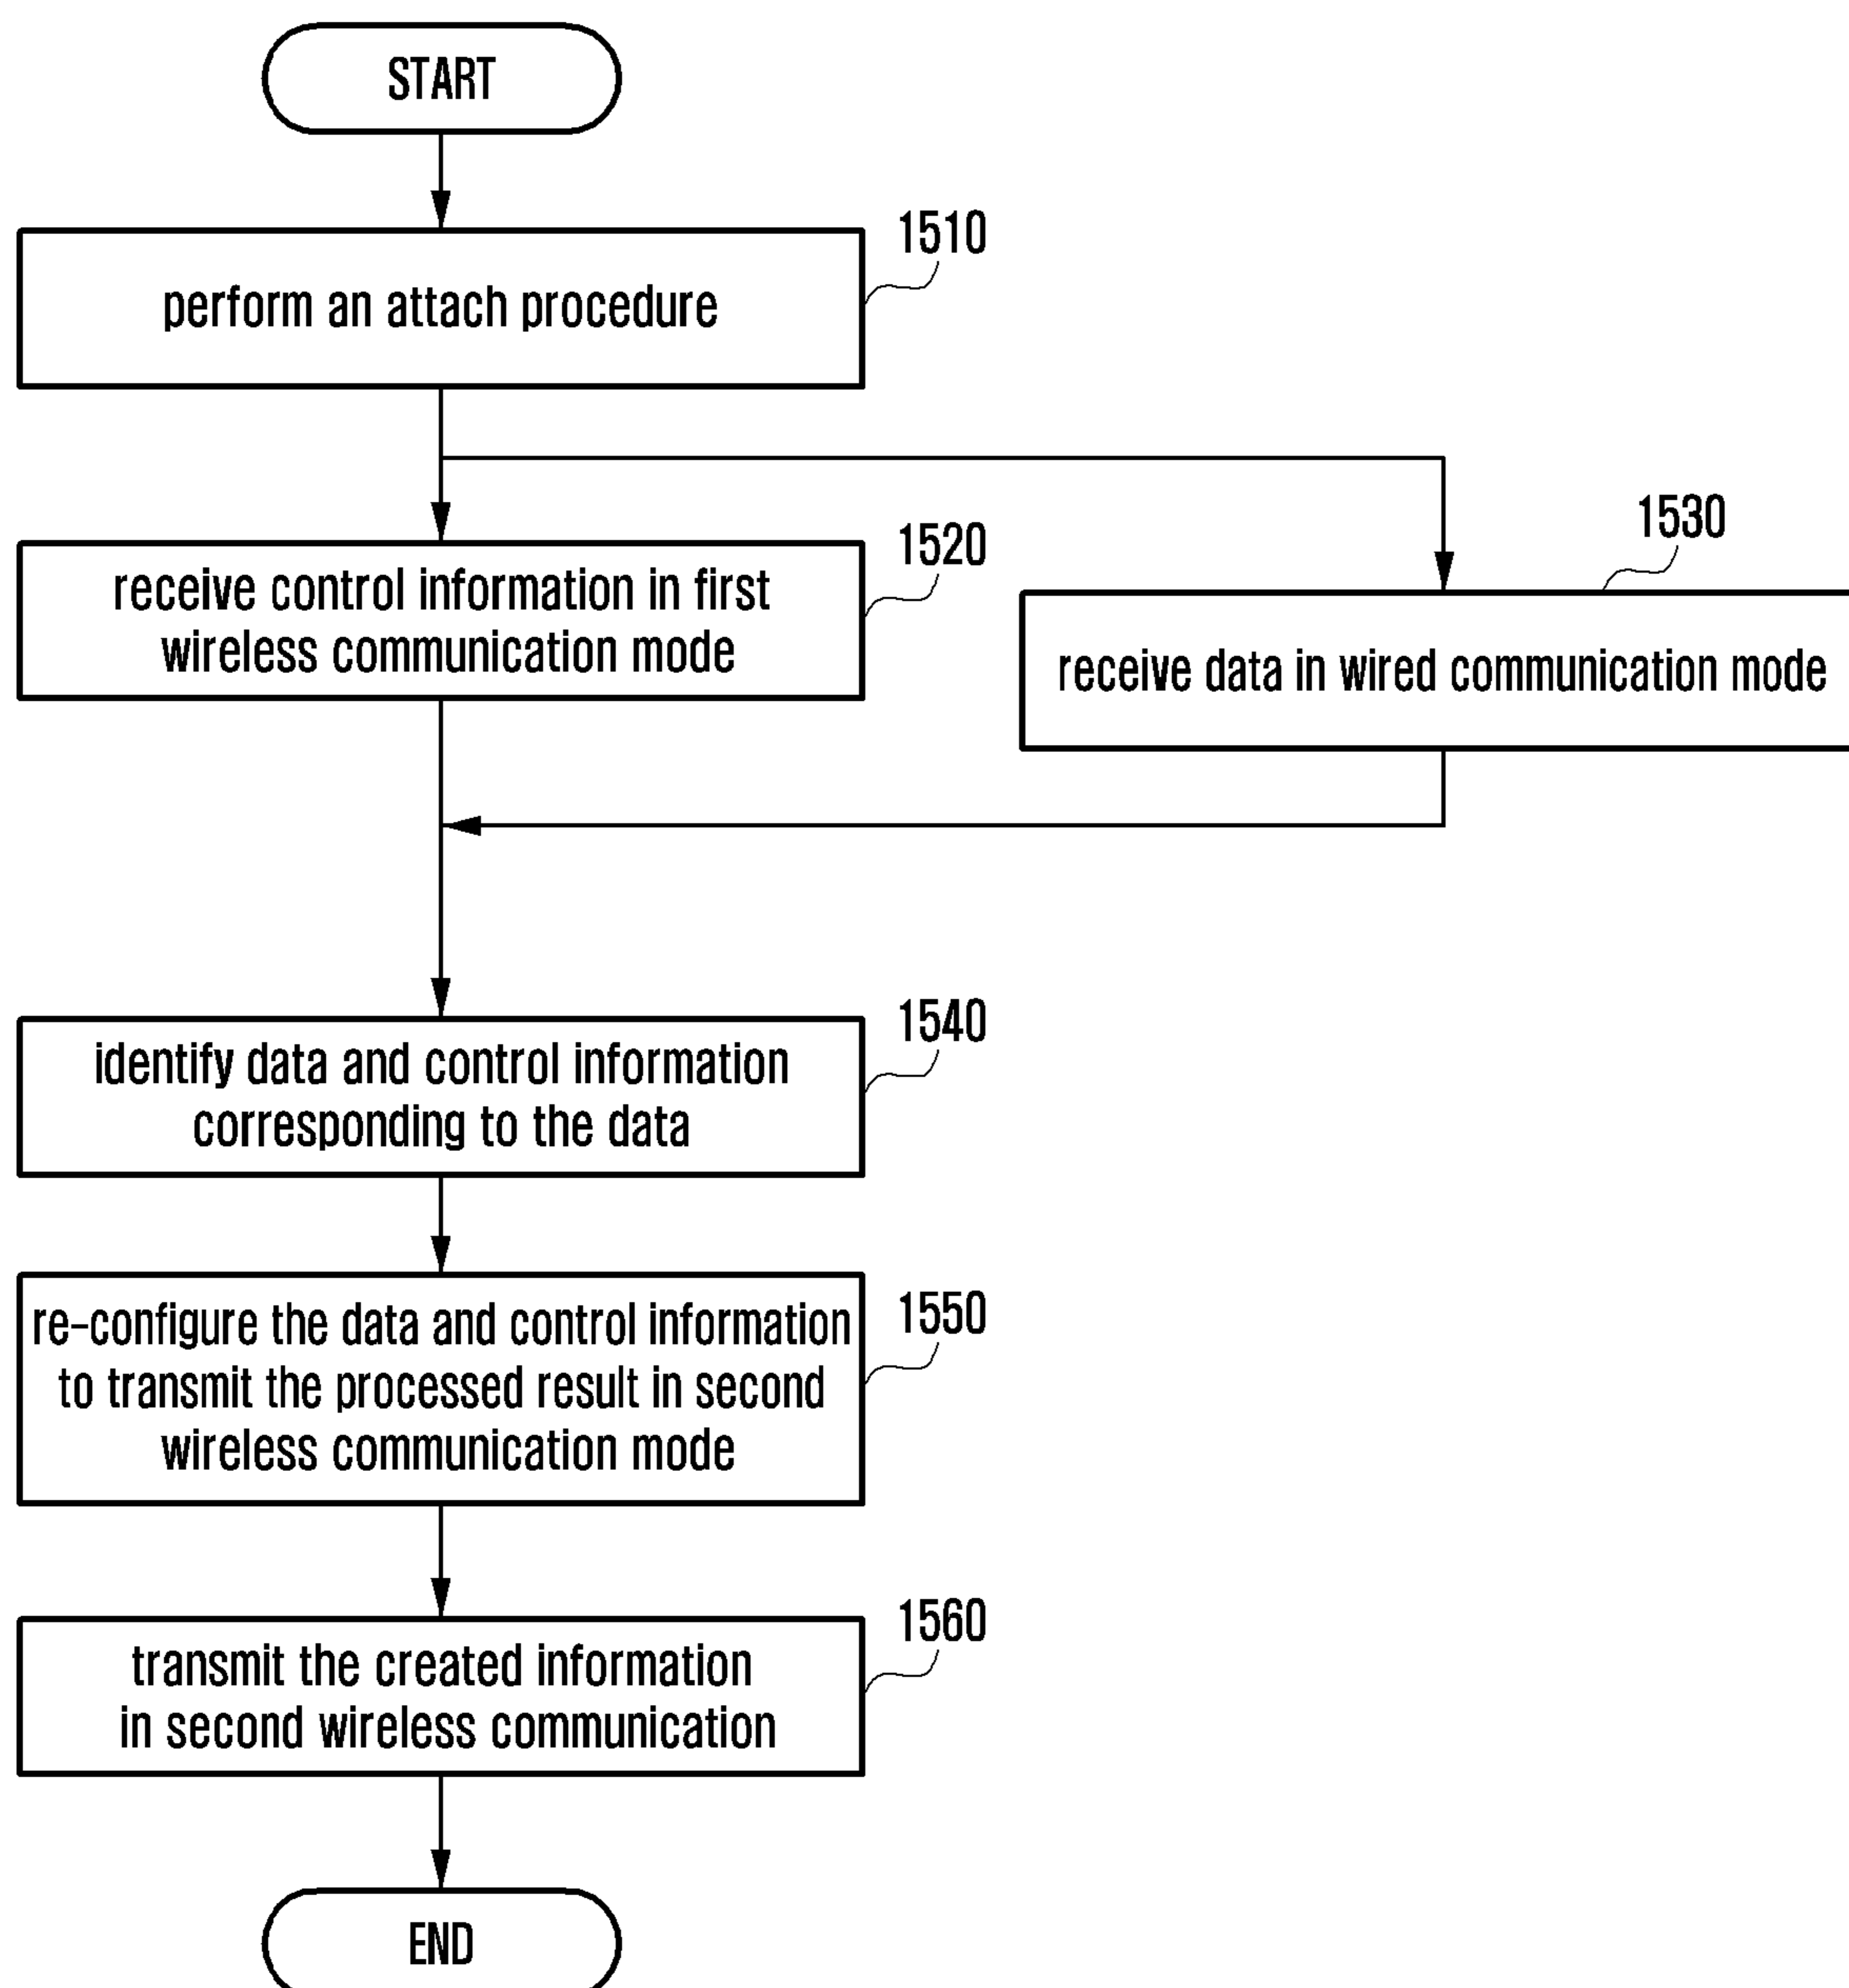 START
1510
perform an attach procedure
1520
receive control information in first
wireless communication mode
1530
receive data in wired communication mode
1540
identify data and control information
corresponding to the data
1550
re-configure the data and control information
to transmit the processed result in second
wireless communication mode
1560
transmit the created information
in second wireless communication
END